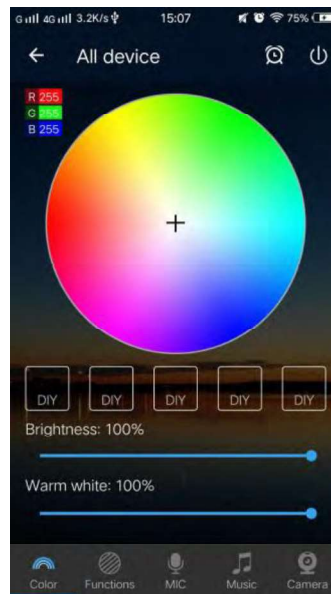 G 4G 3.2K/s 15:07 75%
All device
R 255
G 255
B 255
DIY DIY DIY DIY DIY
Brightness: 100%
Warm white: 100%
Color Functions MIC Music Camera